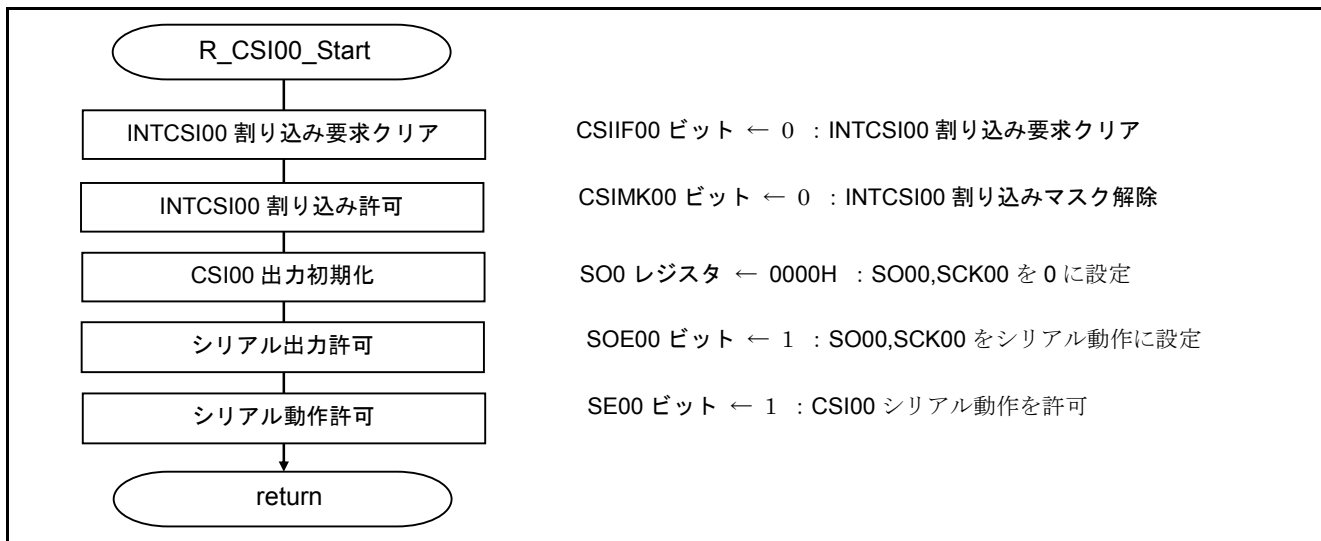 R_CSI00_Start
INTCSI00 割り込み要求クリア
CSIIF00 ビット ← 0 : INTCSI00 割り込み要求クリア
INTCSI00 割り込み許可
CSIMK00 ビット ← 0 : INTCSI00 割り込みマスク解除
CSI00 出力初期化
SO0 レジスタ ← 0000H : SO00,SCK00 を 0 に設定
シリアル出力許可
SOE00 ビット ← 1 : SO00,SCK00 をシリアル動作に設定
シリアル動作許可
SE00 ビット ← 1 : CSI00 シリアル動作を許可
return